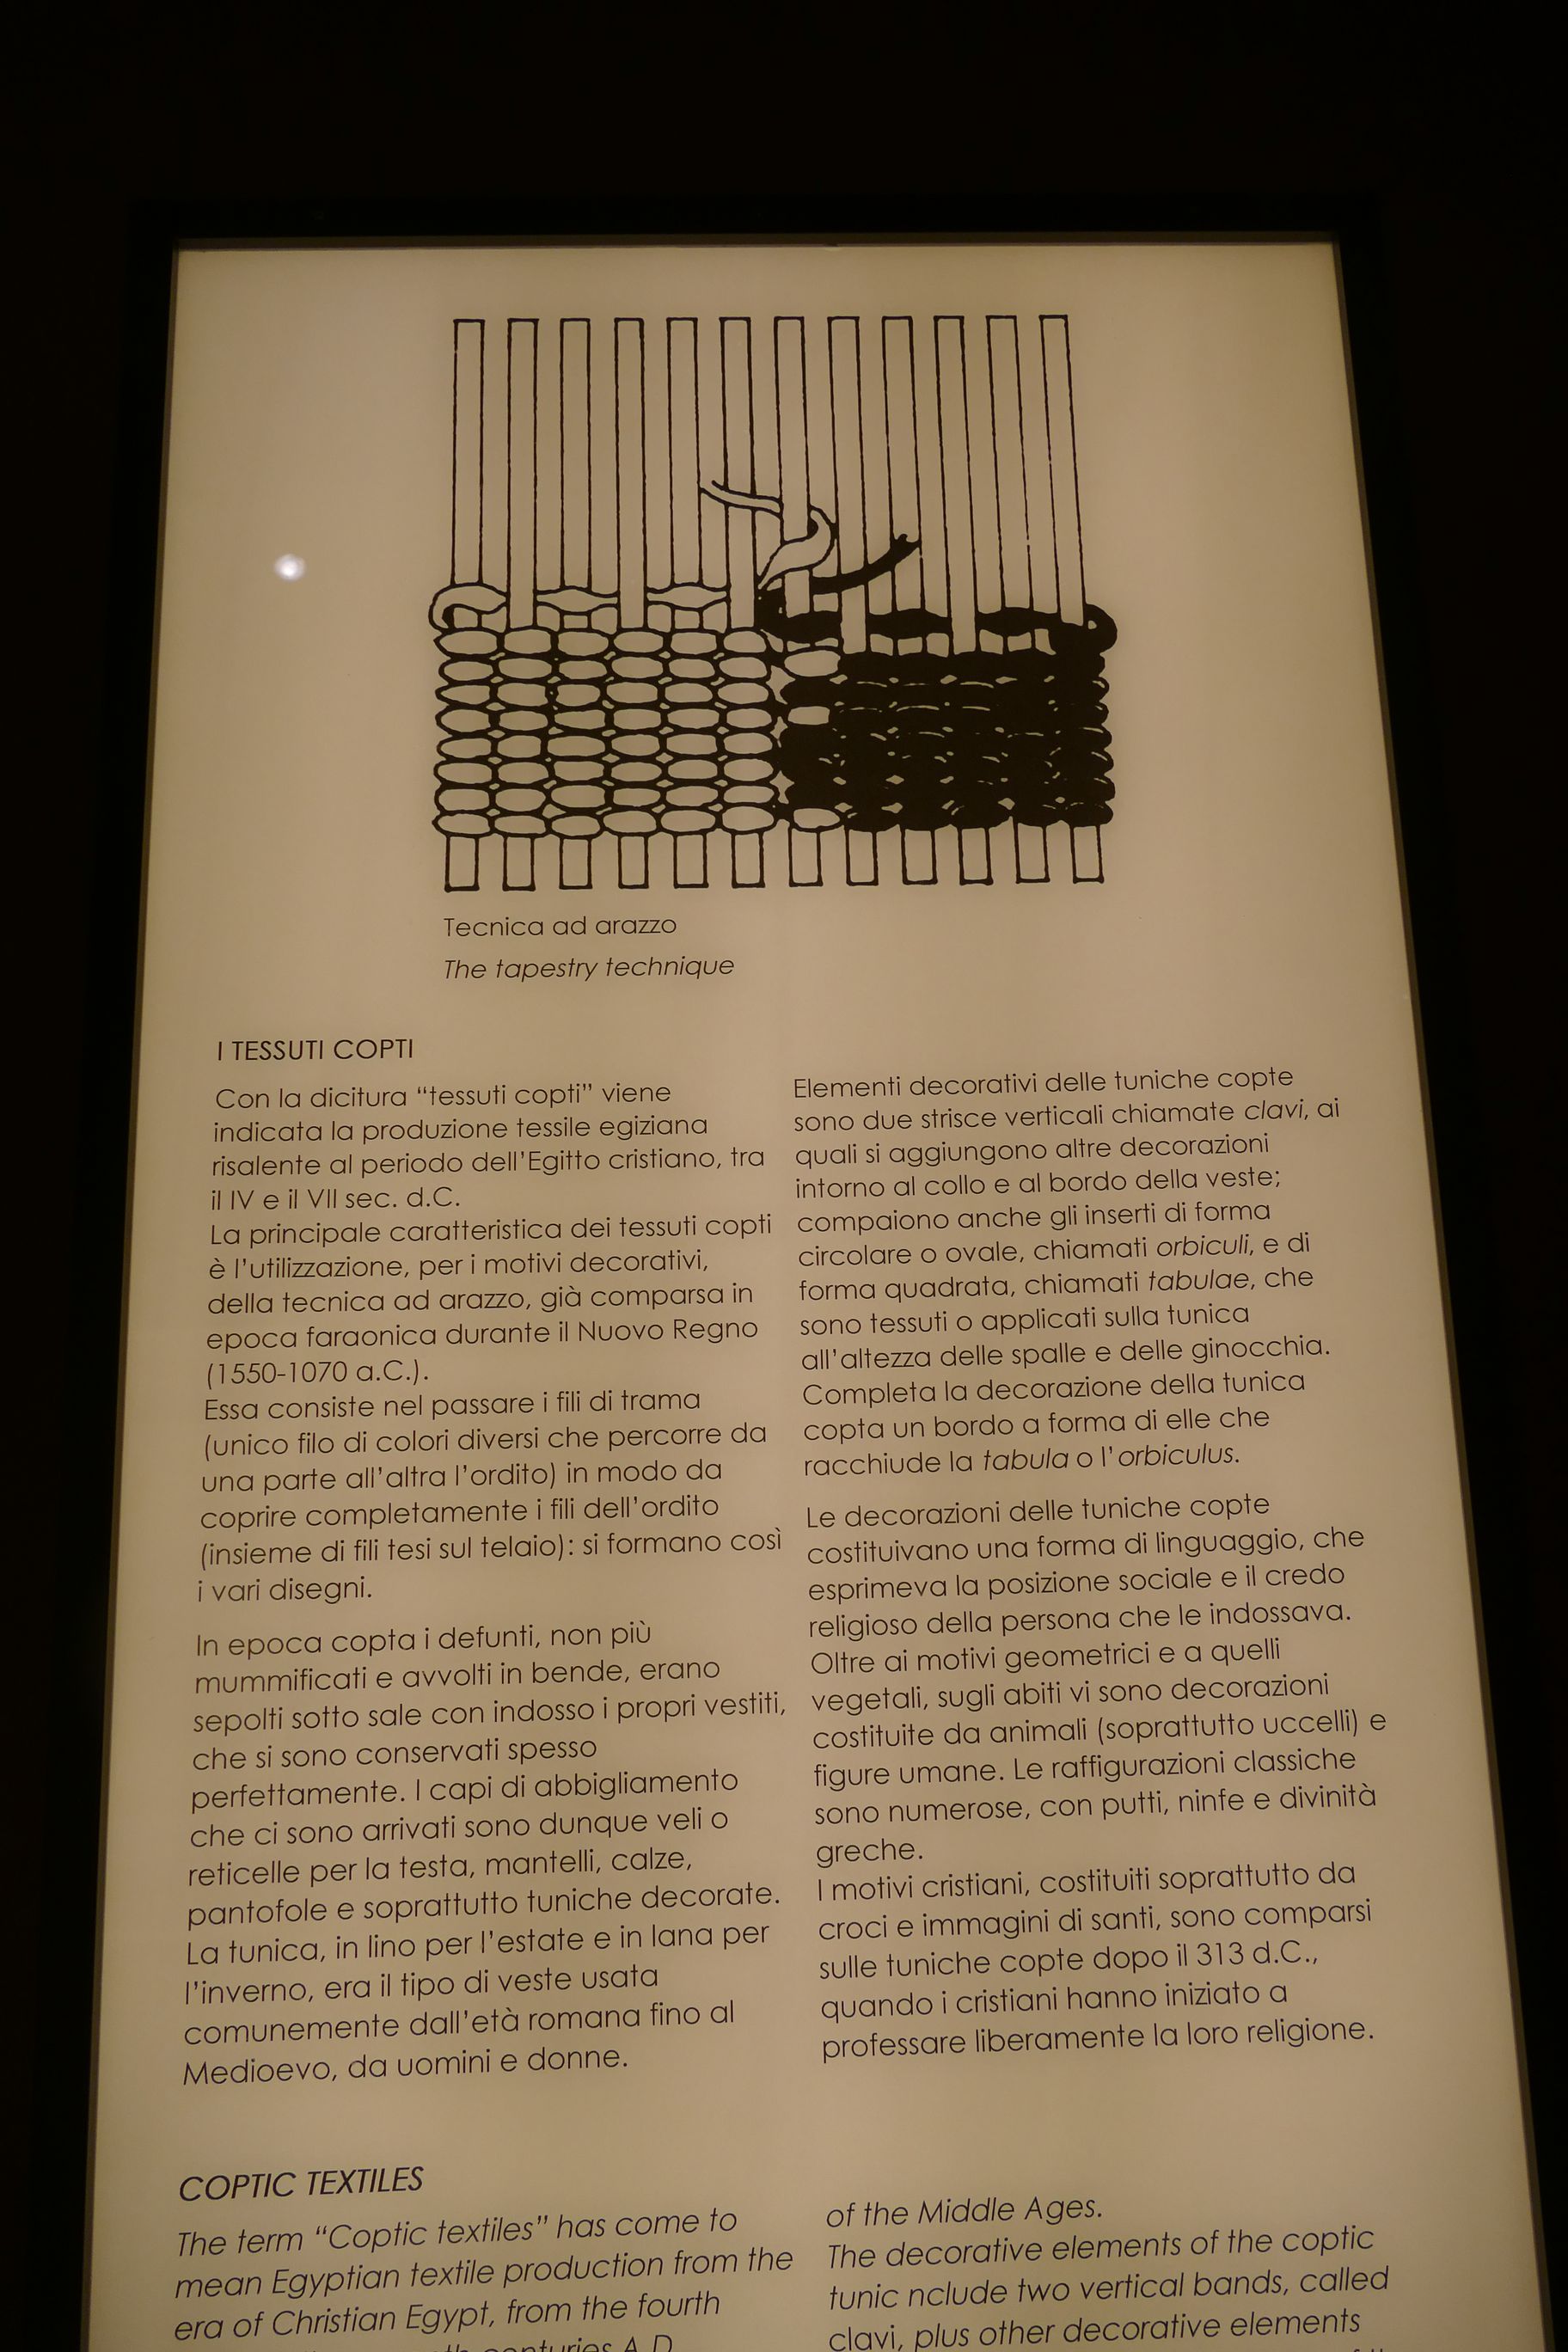 Tecnica ad arazzo
The tapestry technique
I TESSUTI COPTI
Con la dicitura “tessuti copti” viene
indicata la produzione tessile egiziana
risalente al periodo dell’Egitto cristiano, tra
il IV e il VII sec. d.C.
La principale caratteristica dei tessuti copti
è l’utilizzazione, per i motivi decorativi,
della tecnica ad arazzo, già comparsa in
epoca faraonica durante il Nuovo Regno
(1550-1070 a.C.).
Essa consiste nel passare i fili di trama
(unico filo di colori diversi che percorre da
una parte all’altra l’ordito) in modo da
coprire completamente i fili dell’ordito
(insieme di fili tesi sul telaio): si formano così
i vari disegni.
In epoca copta i defunti, non più
mummificati e avvolti in bende, erano
sepolti sotto sale con indosso i propri vestiti,
che si sono conservati spesso
perfettamente. I capi di abbigliamento
che ci sono arrivati sono dunque veli o
reticelle per la testa, mantelli, calze,
pantofole e soprattutto tuniche decorate.
La tunica, in lino per l’estate e in lana per
l’inverno, era il tipo di veste usata
comunemente dall’età romana fino al
Medioevo, da uomini e donne.
Elementi decorativi delle tuniche copte
sono due strisce verticali chiamate clavi, ai
quali si aggiungono altre decorazioni
intorno al collo e al bordo della veste;
compaiono anche gli inserti di forma
circolare o ovale, chiamati orbiculi, e di
forma quadrata, chiamati tabulae, che
sono tessuti o applicati sulla tunica
all’altezza delle spalle e delle ginocchia.
Completa la decorazione della tunica
copta un bordo a forma di elle che
racchiude la tabula o l’orbiculus.
Le decorazioni delle tuniche copte
costituivano una forma di linguaggio, che
esprimeva la posizione sociale e il credo
religioso della persona che le indossava.
Oltre ai motivi geometrici e a quelli
vegetali, sugli abiti vi sono decorazioni
costituite da animali (soprattutto uccelli) e
figure umane. Le raffigurazioni classiche
sono numerose, con putti, ninfe e divinità
greche.
I motivi cristiani, costituiti soprattutto da
croci e immagini di santi, sono comparsi
sulle tuniche copte dopo il 313 d.C.,
quando i cristiani hanno iniziato a
professare liberamente la loro religione.
COPTIC TEXTILES
The term “Coptic textiles” has come to
mean Egyptian textile production from the
era of Christian Egypt, from the fourth
centuries A.D.
of the Middle Ages.
The decorative elements of the coptic
tunic nclude two vertical bands, called
clavi, plus other decorative elements